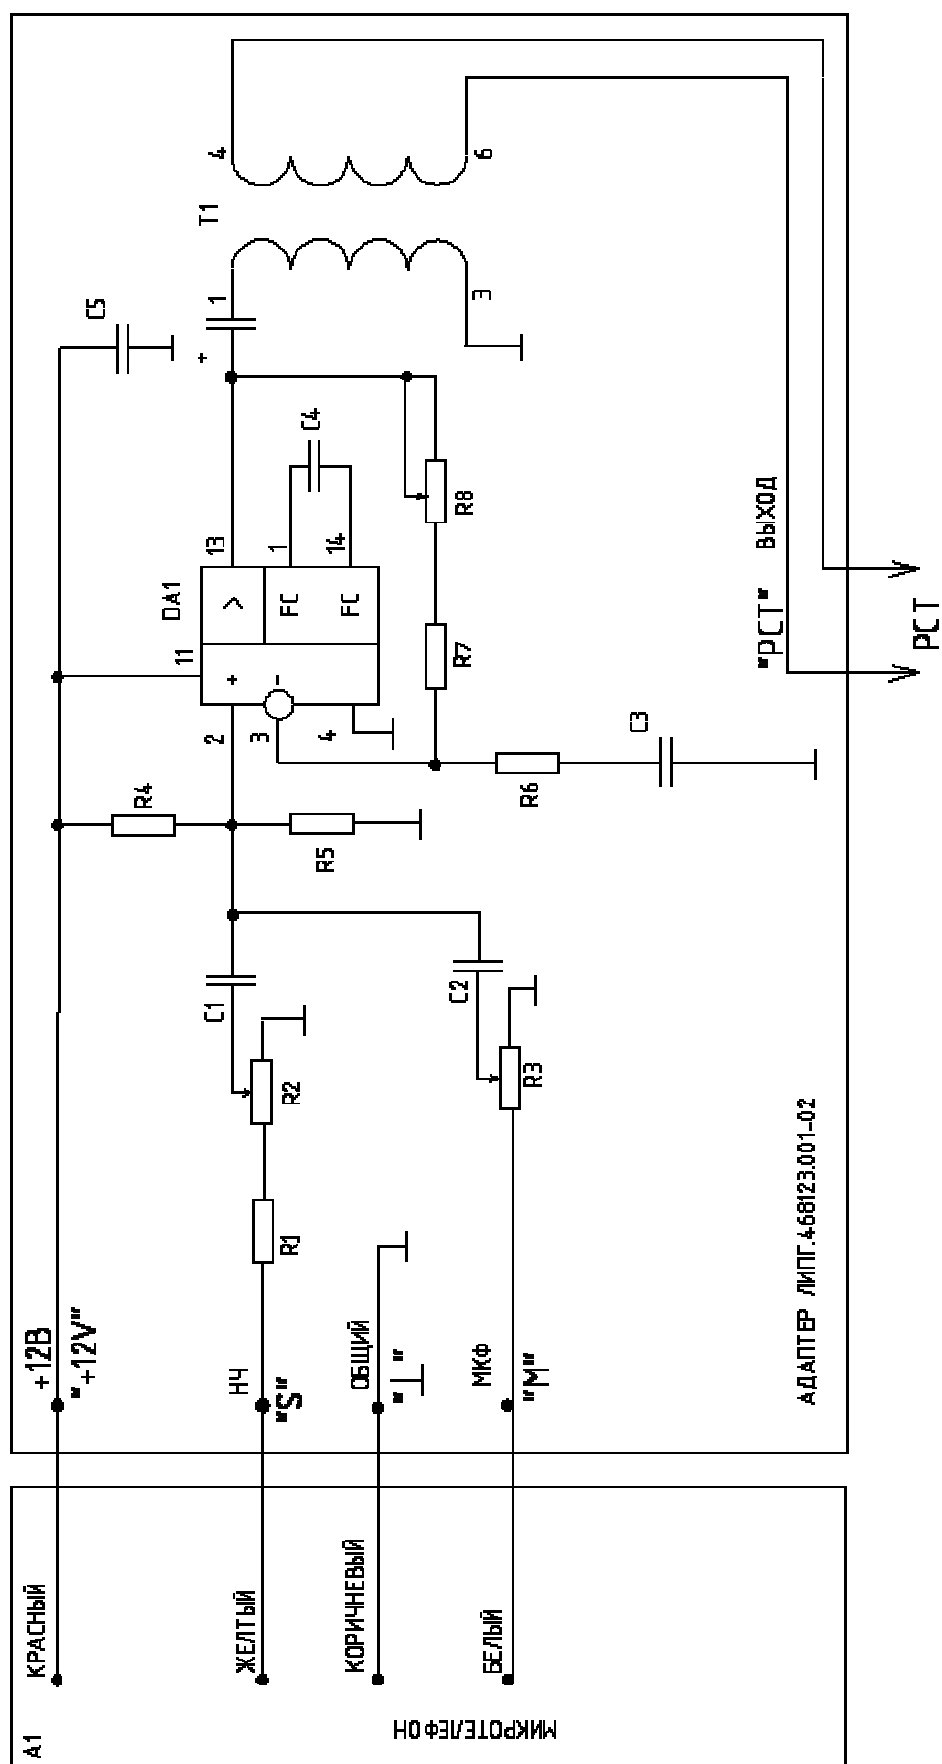 А1
МИКРОТЕЛЕФОН
КРАСНЫЙ
ЖЕЛТЫЙ
КОРИЧНЕВЫЙ
БЕЛЫЙ
+12В
"+12V"
НЧ
"S"
ОБЩИЙ
"⊥"
МКФ
"М"
R1
R2
C1
R3
C2
R4
R5
2
3
4
11
DA1
+
-
>
FC
FC
13
1
14
C4
R6
C3
R7
R8
C5
+
1
3
T1
4
6
"РСТ" ВЫХОД
РСТ
АДАПТЕР ЛИПГ.468123.001-02